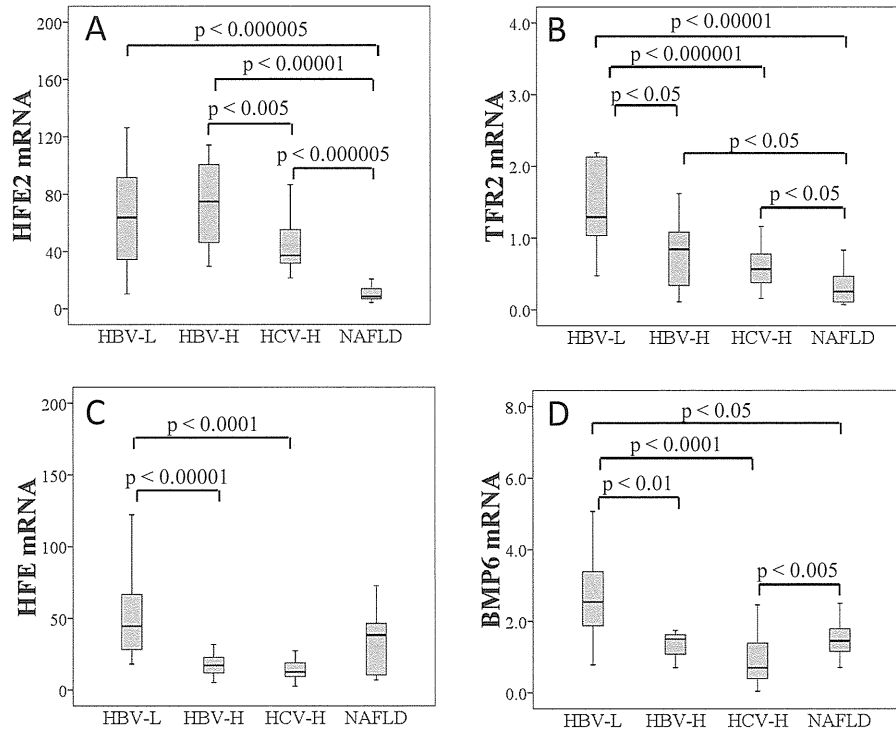 A
p < 0.000005
p < 0.00001
p < 0.005
p < 0.000005
HFE2 mRNA
200
160
120
80
40
0
HBV-L HBV-H HCV-H NAFLD
B
p < 0.00001
p < 0.000001
p < 0.05
p < 0.05
p < 0.05
TFR2 mRNA
4.0
3.0
2.0
1.0
0.0
HBV-L HBV-H HCV-H NAFLD
C
p < 0.0001
p < 0.00001
HFE mRNA
200
150
100
50
0
HBV-L HBV-H HCV-H NAFLD
D
p < 0.05
p < 0.0001
p < 0.01
p < 0.005
BMP6 mRNA
8.0
6.0
4.0
2.0
0.0
HBV-L HBV-H HCV-H NAFLD